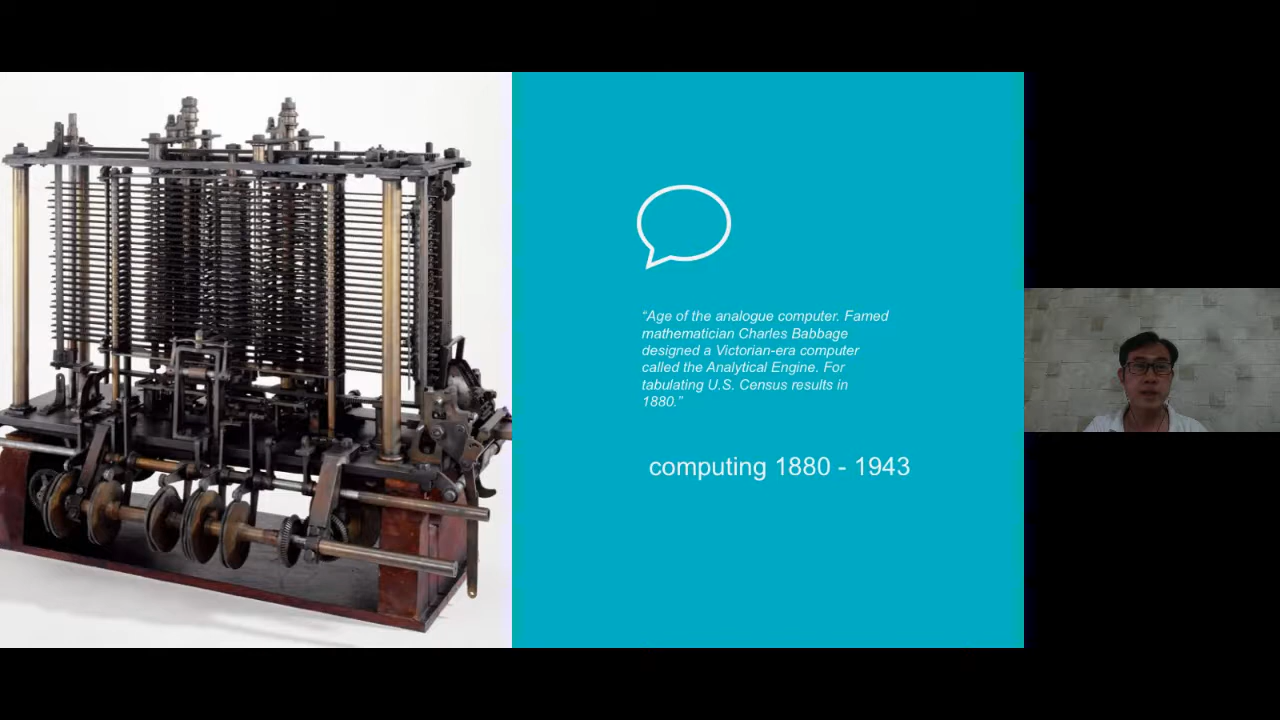 “Age of the analogue computer. Famed
mathematician Charles Babbage
designed a Victorian-era computer
called the Analytical Engine. For
tabulating U.S. Census results in
1880.”
computing 1880 - 1943